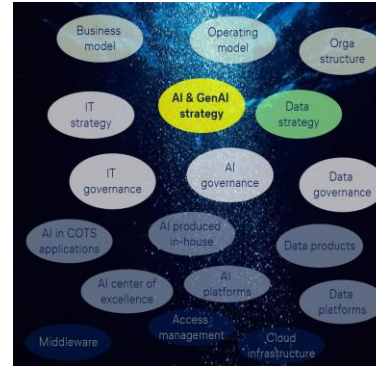 Business
model
Operating
model
Orga
structure
IT
strategy
AI & GenAI
strategy
Data
strategy
IT
governance
AI
governance
Data
governance
AI in COTS
applications
AI produced
in-house
Data products
AI center of
excellence
AI
platforms
Data
platforms
Middleware
Access
management
Cloud
infrastructure